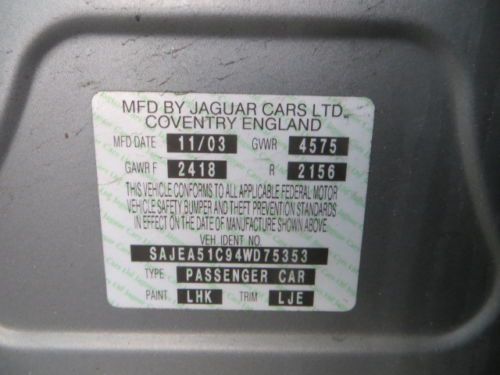 MFD BY JAGUAR CARS LTD.
COVENTRY ENGLAND
MFD DATE 11/03 GVWR 4575
GAWR F 2418 R 2156
THIS VEHICLE CONFORMS TO ALL APPLICABLE FEDERAL MOTOR
VEHICLE SAFETY BUMPER AND THEFT PREVENTION STANDARDS
IN EFFECT ON THE DATE OF MANUFACTURE SHOWN ABOVE
VEH IDENT NO.
SAJEA51C94WD75353
TYPE PASSENGER CAR
PAINT LHK TRIM LJE